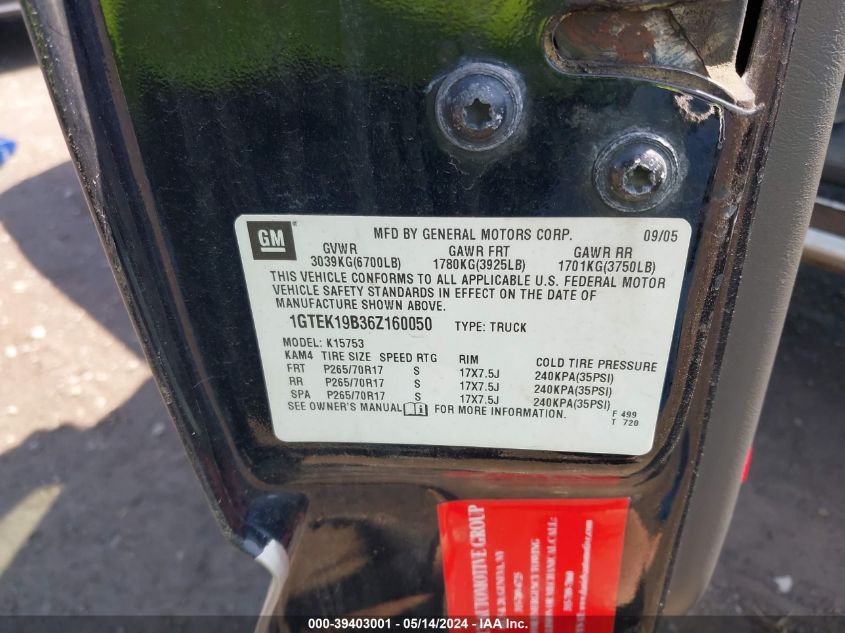 GM
MFD BY GENERAL MOTORS CORP. 09/05
GVWR GAWR FRT GAWR RR
3039KG(6700LB) 1780KG(3925LB) 1701KG(3750LB)
THIS VEHICLE CONFORMS TO ALL APPLICABLE U.S. FEDERAL MOTOR
VEHICLE SAFETY STANDARDS IN EFFECT ON THE DATE OF
MANUFACTURE SHOWN ABOVE.
1GTEK19B36Z160050 TYPE: TRUCK
MODEL: K15753
KAM4 TIRE SIZE SPEED RTG RIM COLD TIRE PRESSURE
FRT P265/70R17 S 17X7.5J 240KPA(35PSI)
RR P265/70R17 S 17X7.5J 240KPA(35PSI)
SPA P265/70R17 S 17X7.5J 240KPA(35PSI)
SEE OWNER'S MANUAL FOR MORE INFORMATION.
F 499
T 720
AUTOMOTIVE GROUP
000-39403001 - 05/14/2024 - IAA Inc.